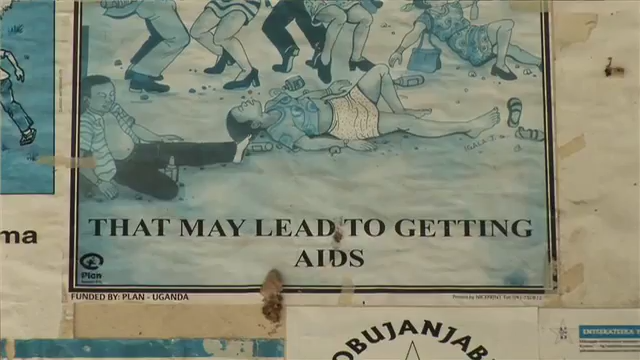 THAT MAY LEAD TO GETTING
AIDS
Plan
FUNDED BY: PLAN - UGANDA
ma
OBUJANJAB